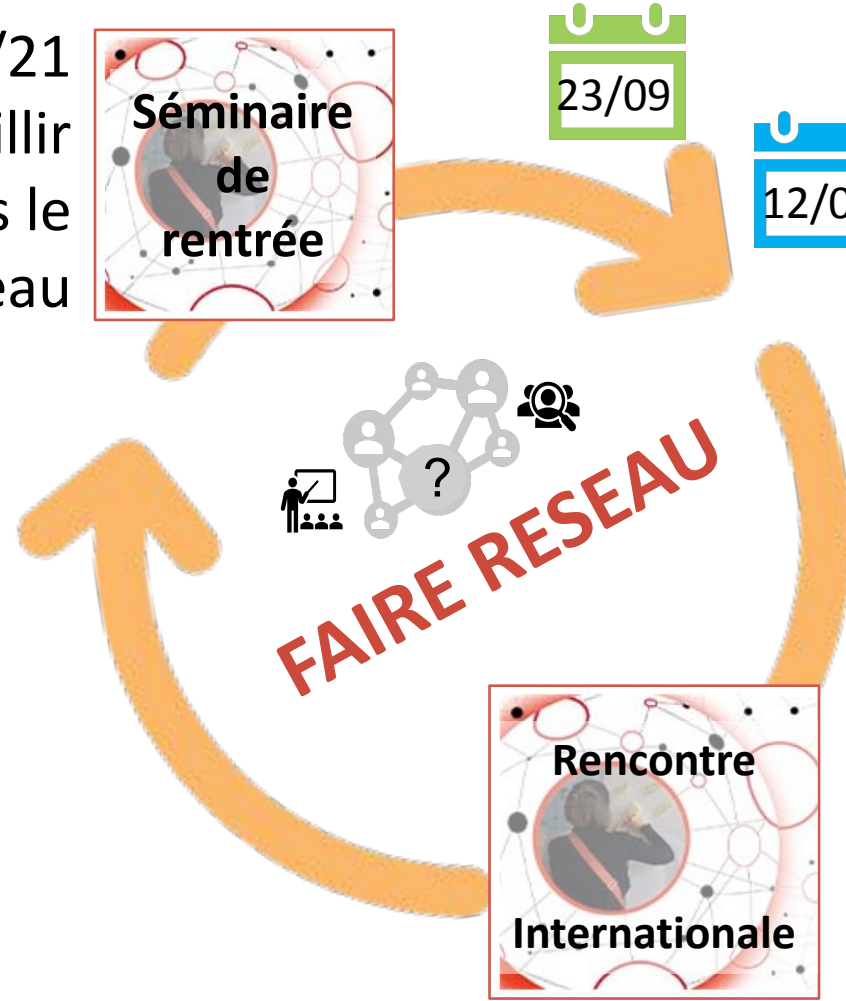 /21
illir
s le
eau
Séminaire
de
rentrée
23/09
12/0
?
FAIRE RESEAU
Rencontre
Internationale